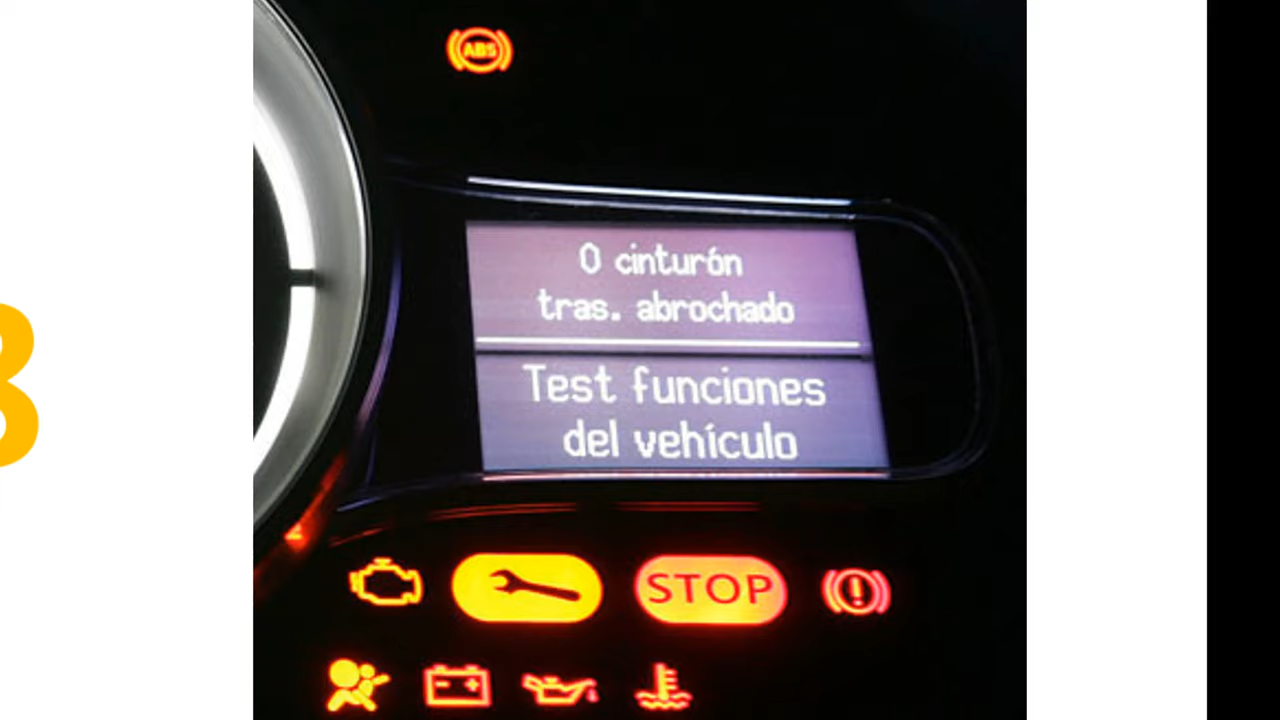 ABS
0 cinturón
tras. abrochado
Test funciones
del vehículo
STOP